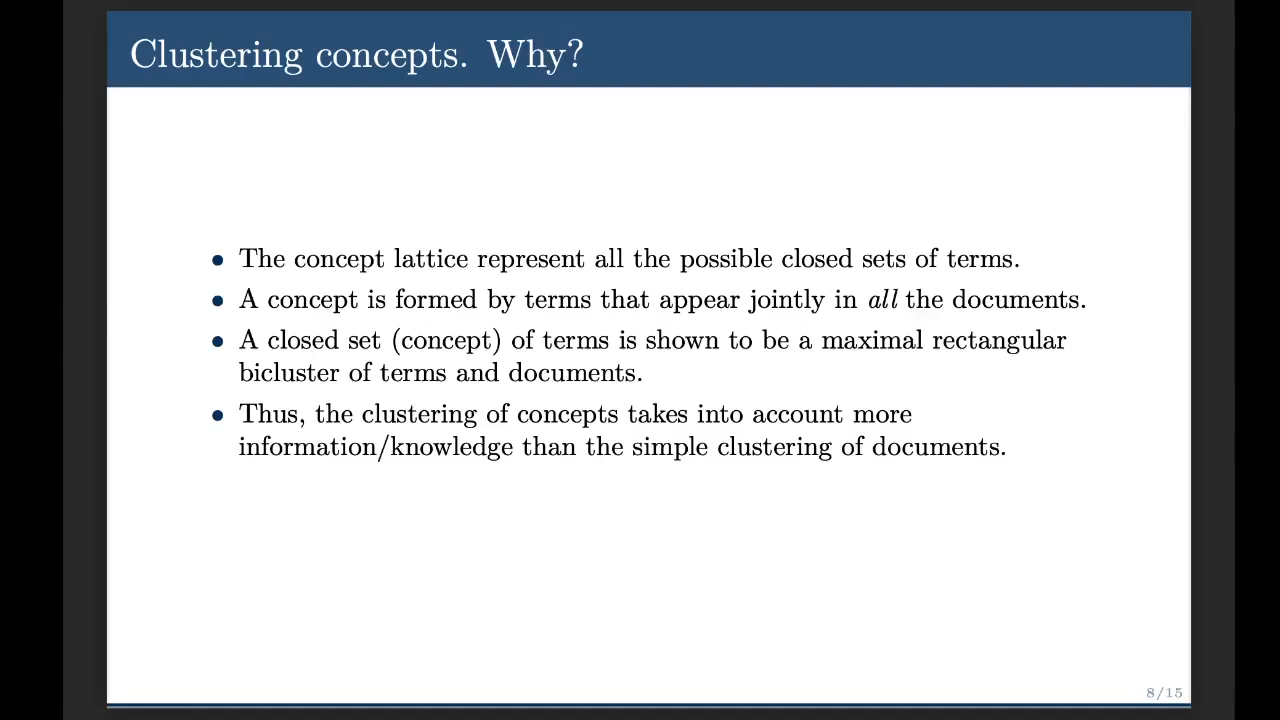 Clustering concepts. Why?
• The concept lattice represent all the possible closed sets of terms.
• A concept is formed by terms that appear jointly in all the documents.
• A closed set (concept) of terms is shown to be a maximal rectangular
bicluster of terms and documents.
• Thus, the clustering of concepts takes into account more
information/knowledge than the simple clustering of documents.
8/15